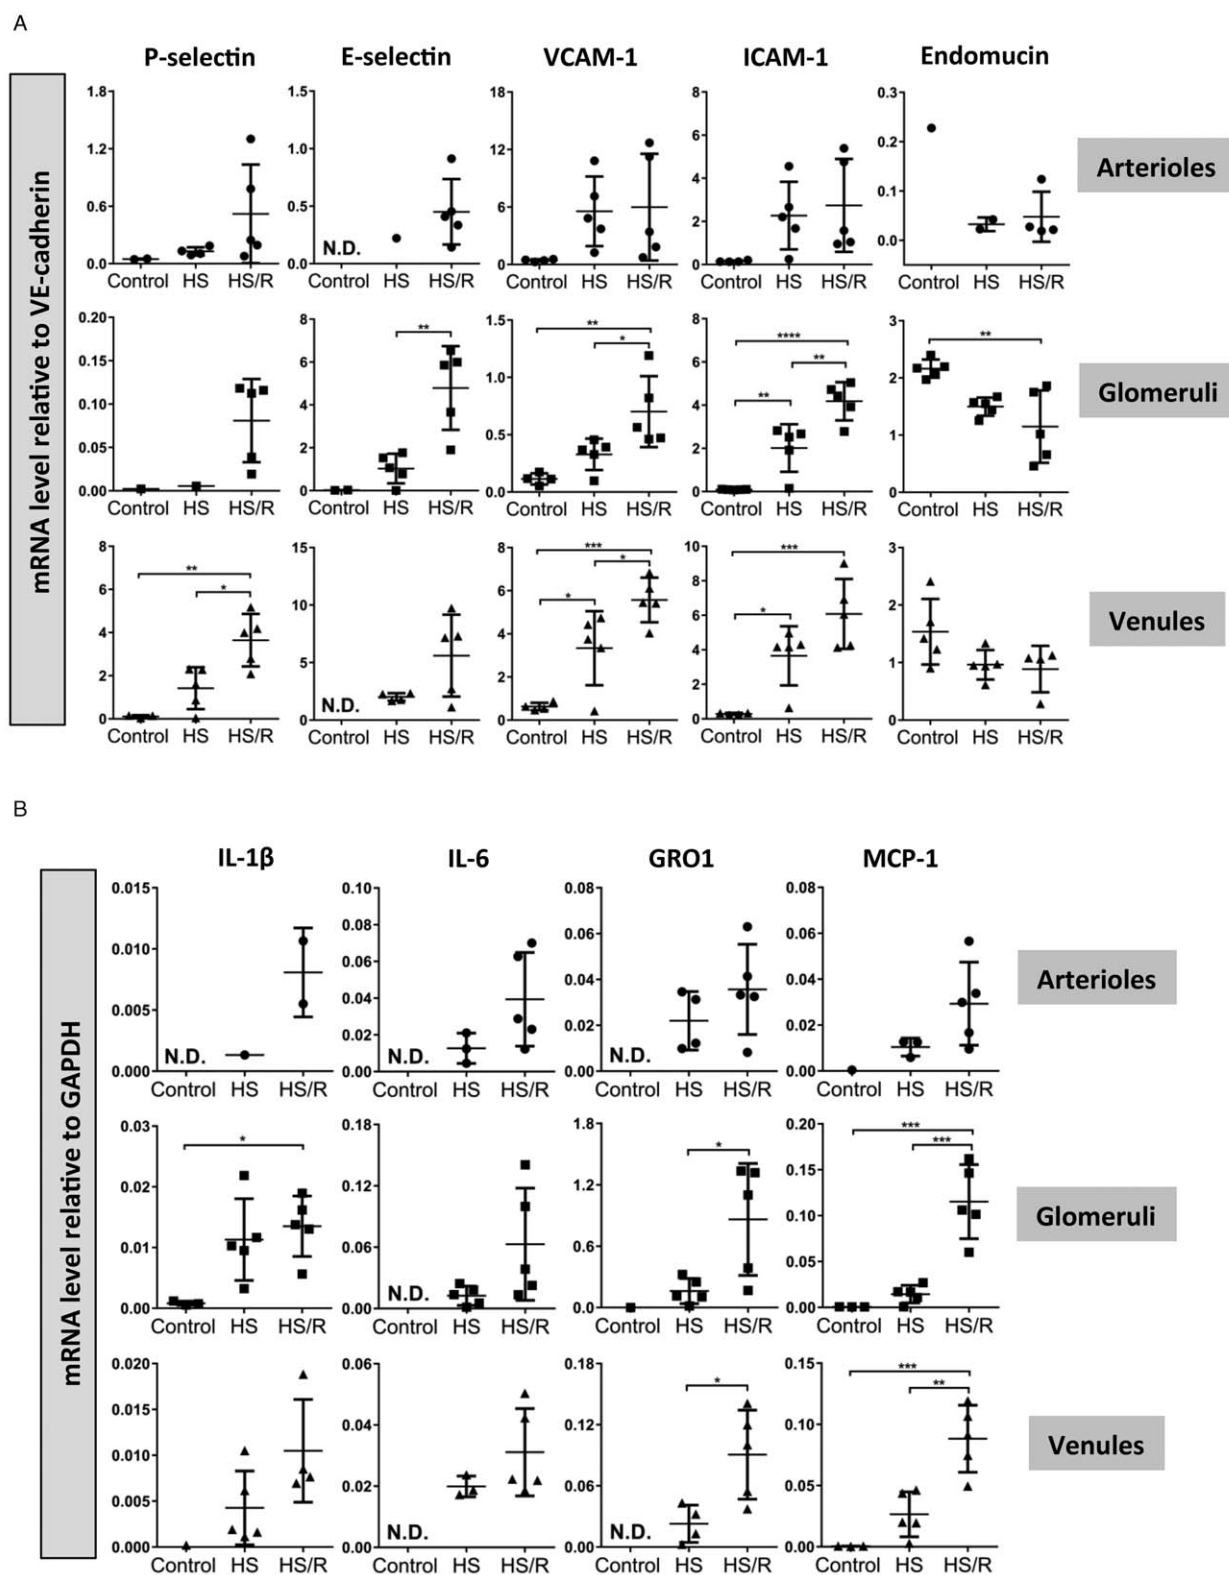 A
P-selectin E-selectin VCAM-1 ICAM-1 Endomucin
mRNA level relative to VE-cadherin
1.8 1.5 18 8 0.3
1.2 1.0 12 6 0.2
0.6 0.5 6 4 0.1
0.0 0.0 0 2 0.0
0
N.D.
Control HS HS/R Control HS HS/R Control HS HS/R Control HS HS/R Control HS HS/R
Arterioles
0.20 8 1.5 8 3
0.15 6 1.0 6 2
0.10 4 0.5 4 1
0.05 2 0.0 2 0
0.00 0 0
** ** * **** ** ** **
Control HS HS/R Control HS HS/R Control HS HS/R Control HS HS/R Control HS HS/R
Glomeruli
8 15 8 10 3
6 10 6 8 2
4 5 4 6 1
2 0 2 4 0
0 0 2
0
** * *** * * *** *
N.D.
Control HS HS/R Control HS HS/R Control HS HS/R Control HS HS/R Control HS HS/R
Venules
B
IL-1β IL-6 GRO1 MCP-1
mRNA level relative to GAPDH
0.015 0.10 0.08 0.08
0.010 0.08 0.06 0.06
0.005 0.06 0.04 0.04
0.000 0.04 0.02 0.02
0.02 0.00 0.00
0.00
N.D. N.D. N.D.
Control HS HS/R Control HS HS/R Control HS HS/R Control HS HS/R
Arterioles
0.03 0.18 1.8 0.20
0.02 0.12 1.2 0.15
0.01 0.06 0.6 0.10
0.00 0.00 0.0 0.05
0.00
* * *** ***
N.D.
Control HS HS/R Control HS HS/R Control HS HS/R Control HS HS/R
Glomeruli
0.020 0.06 0.18 0.15
0.015 0.04 0.12 0.10
0.010 0.02 0.06 0.05
0.005 0.00 0.00 0.00
0.000
* *** **
N.D. N.D.
Control HS HS/R Control HS HS/R Control HS HS/R Control HS HS/R
Venules